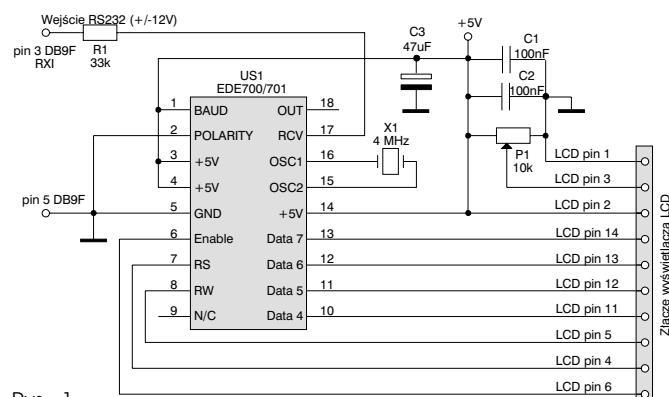 Wejście RS232 (+/-12V)
pin 3 DB9F
RXI
R1
33k
C3
47uF
+5V
C1
100nF
C2
100nF
US1
EDE700/701
1 BAUD OUT 18
2 POLARITY RCV 17
3 +5V OSC1 16
4 +5V OSC2 15
5 GND +5V 14
6 Enable Data 7 13
7 RS Data 6 12
8 RW Data 5 11
9 N/C Data 4 10
X1
4 MHz
P1
10k
pin 5 DB9F
LCD pin 1
LCD pin 3
LCD pin 2
LCD pin 14
LCD pin 13
LCD pin 12
LCD pin 11
LCD pin 5
LCD pin 4
LCD pin 6
Złącze wyświetlacza LCD